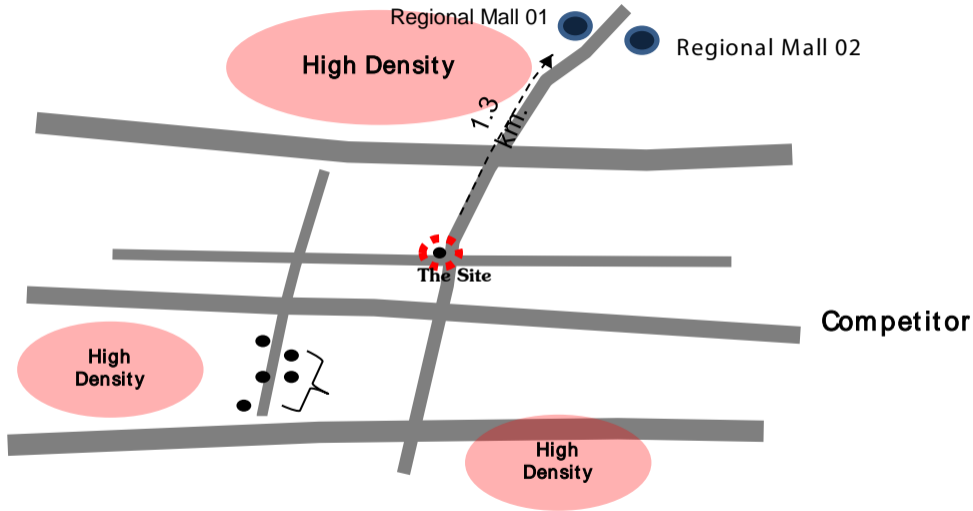 Regional Mall 01
Regional Mall 02
High Density
1.3
km.
The Site
Competitor
High
Density
High
Density